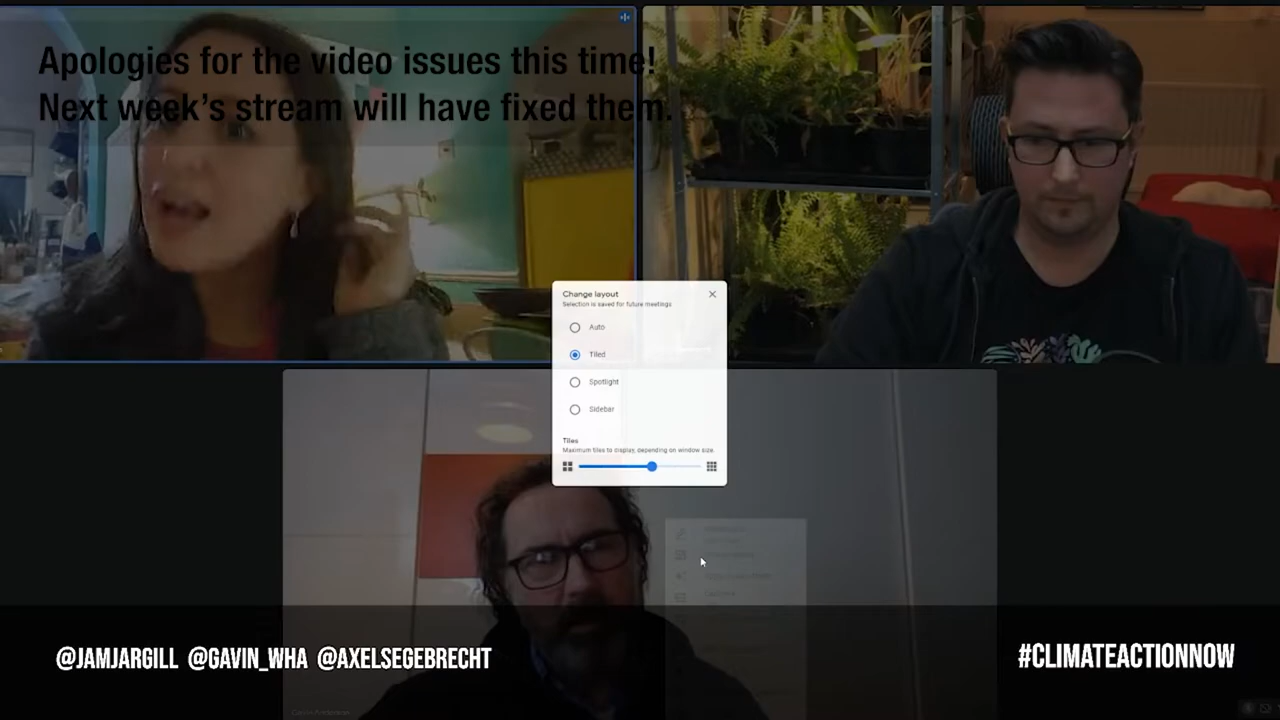 Apologies for the video issues this time!
Next week's stream will have fixed them.
Change layout
Selection is saved for future meetings
Auto
Tiled
Spotlight
Sidebar
Tiles
Maximum tiles to display, depending on window size.
@JAMJARGILL @GAVIN_WHA @AXELSEGEBRECHT
#CLIMATEACTIONNOW